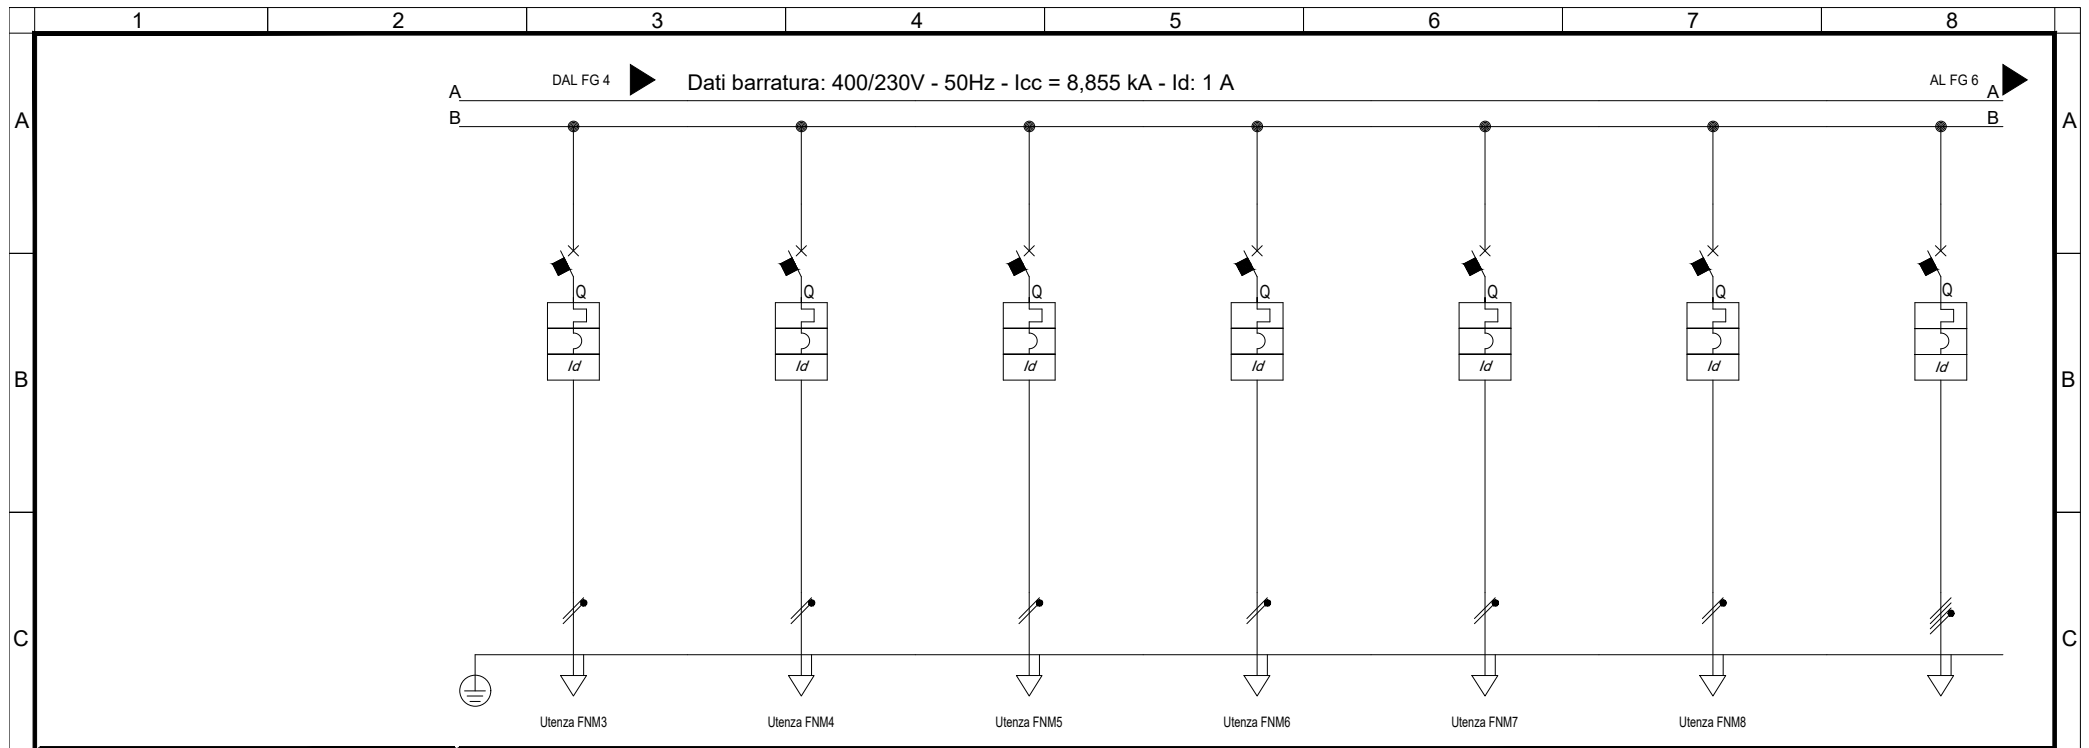 1 2 3 4 5 6 7 8
DAL FG 4 Dati barratura: 400/230V - 50Hz - Icc = 8,855 kA - Id: 1 A AL FG 6
A A
B B
A A
Q Q Q Q Q Q Q
Id Id Id Id Id Id Id
B B
C C
Utenza FNM3 Utenza FNM4 Utenza FNM5 Utenza FNM6 Utenza FNM7 Utenza FNM8